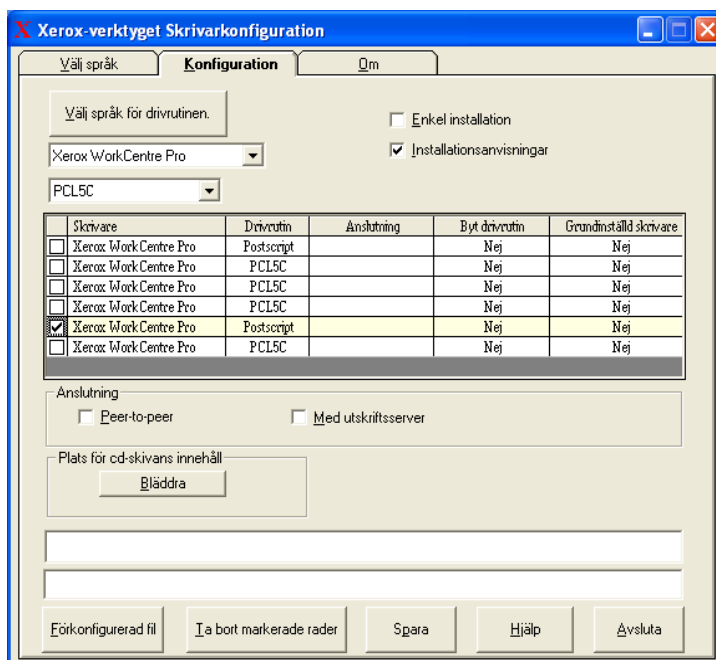 Xerox-verktyget Skrivarkonfiguration
Välj språk Konfiguration Om
Välj språk för drivrutinen.
Enkel installation
Xerox WorkCentre Pro
Installationsanvisningar
PCL5C
Skrivare Drivrutin Anslutning Byt drivrutin Grundinställd skrivare
Xerox WorkCentre Pro Postscript Nej Nej
Xerox WorkCentre Pro PCL5C Nej Nej
Xerox WorkCentre Pro PCL5C Nej Nej
Xerox WorkCentre Pro PCL5C Nej Nej
Xerox WorkCentre Pro Postscript Nej Nej
Xerox WorkCentre Pro PCL5C Nej Nej
Anslutning
Peer-to-peer Med utskriftsserver
Plats för cd-skivans innehåll
Bläddra
Förkonfigurerad fil Ta bort markerade rader Spara Hjälp Avsluta